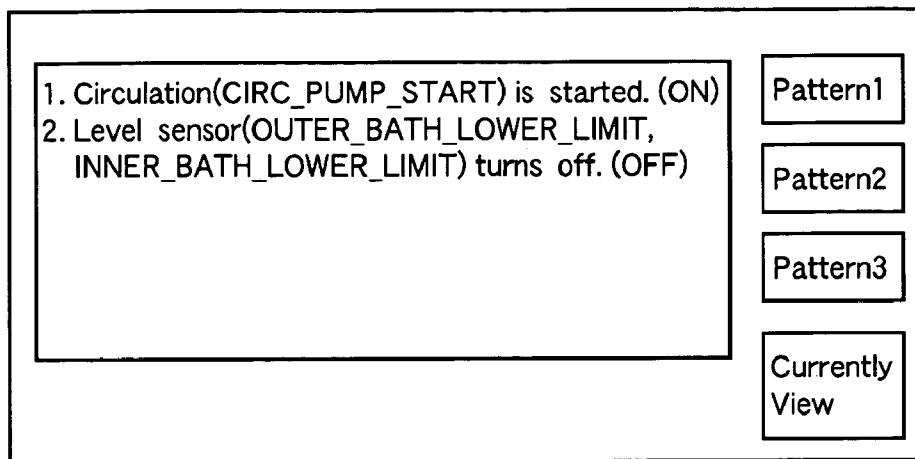 1. Circulation(CIRC_PUMP_START) is started. (ON)
2. Level sensor(OUTER_BATH_LOWER_LIMIT,
INNER_BATH_LOWER_LIMIT) turns off. (OFF)
Pattern1
Pattern2
Pattern3
Currently
View